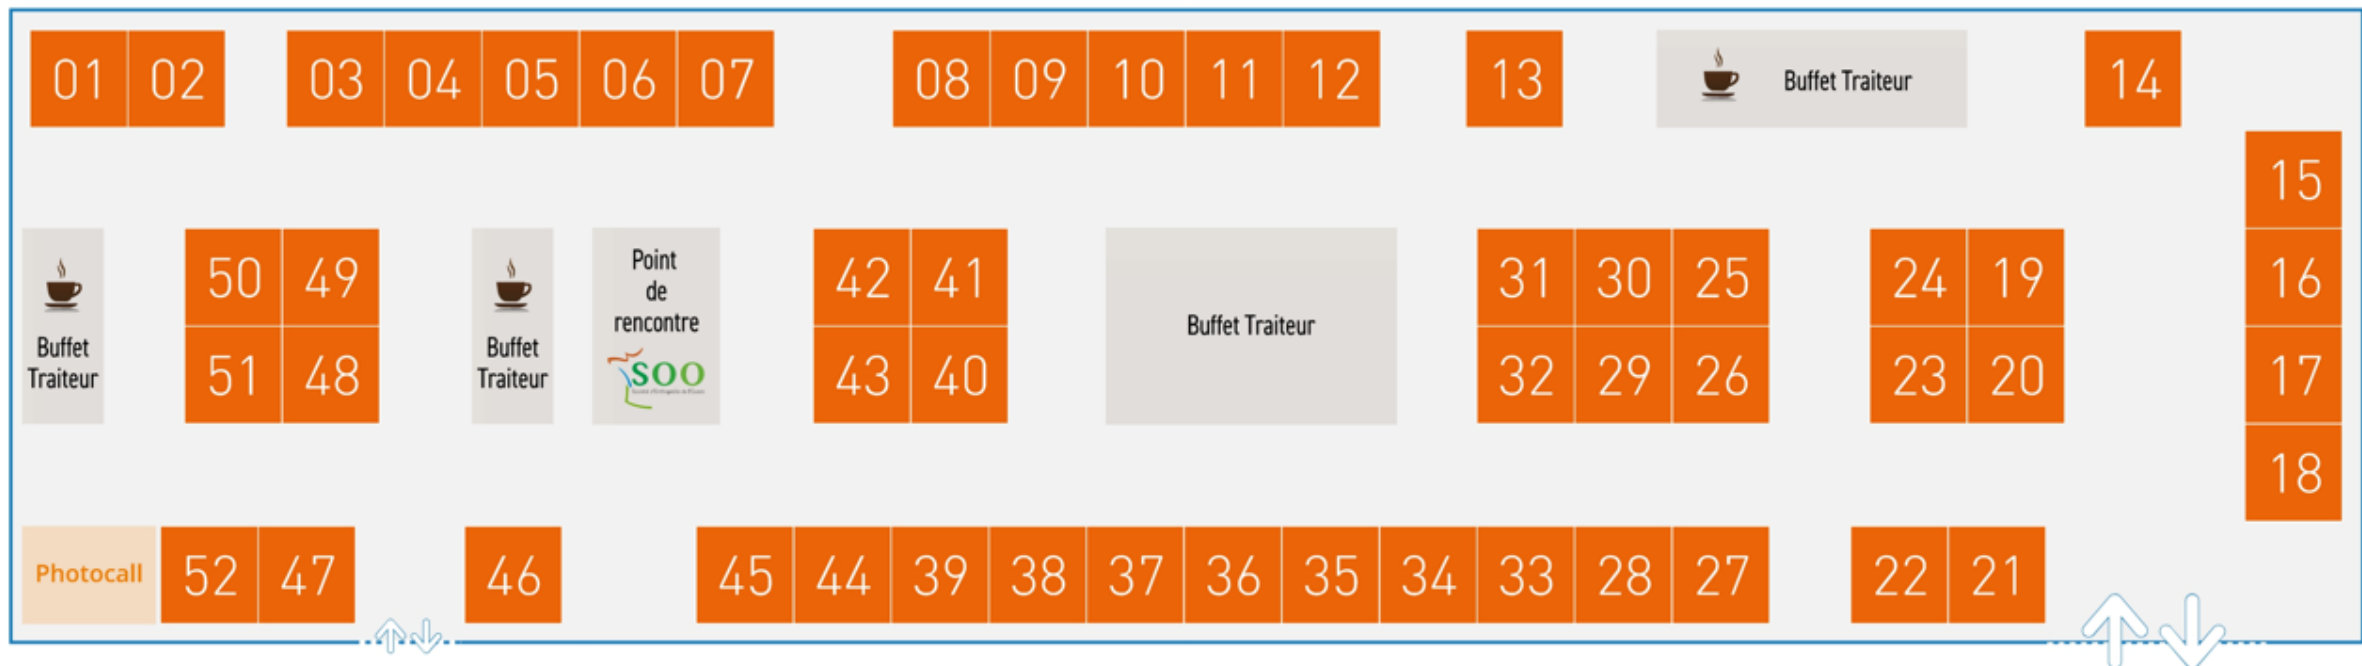 01 02 03 04 05 06 07 08 09 10 11 12 13 Buffet Traiteur 14
15
50 49 Point de rencontre 42 41 31 30 25 24 19 16
Buffet
Traiteur
51 48
Buffet
Traiteur
SOO
43 40
Buffet Traiteur
32 29 26 23 20 17
18
Photocall 52 47 46 45 44 39 38 37 36 35 34 33 28 27 22 21